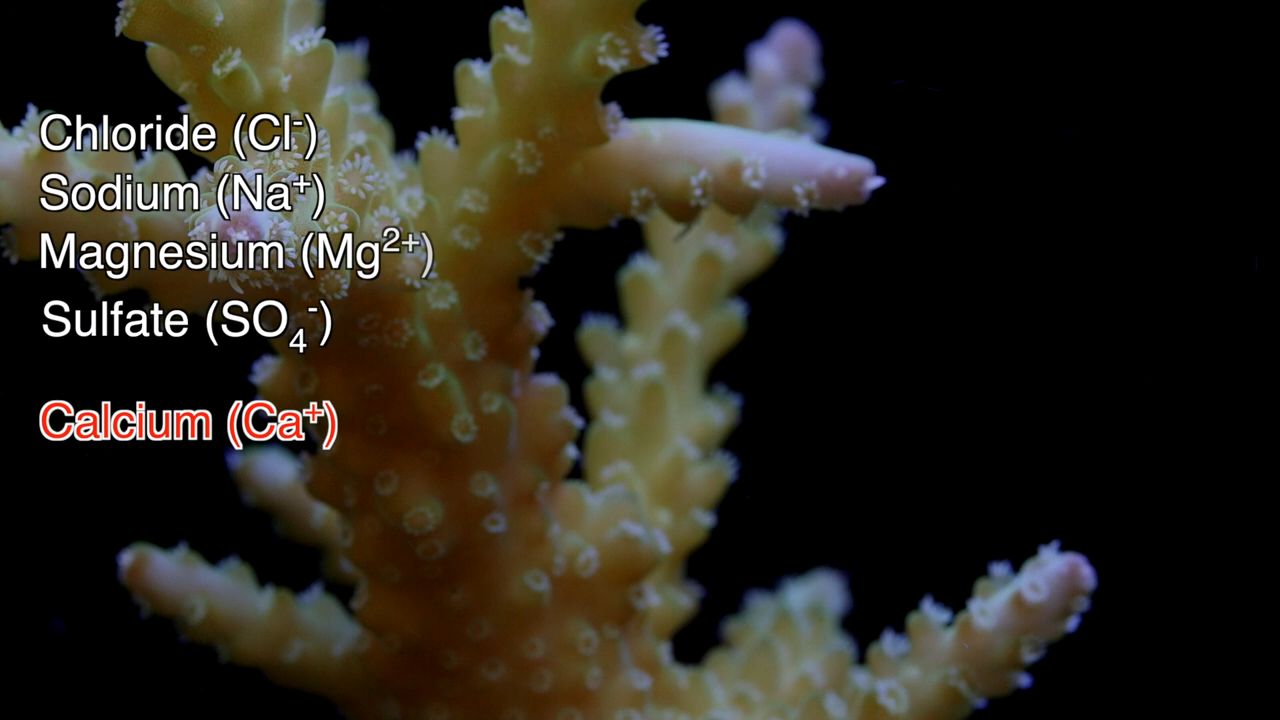 Chloride (Cl⁻)
Sodium (Na⁺)
Magnesium (Mg²⁺)
Sulfate (SO₄⁻)
Calcium (Ca⁺)